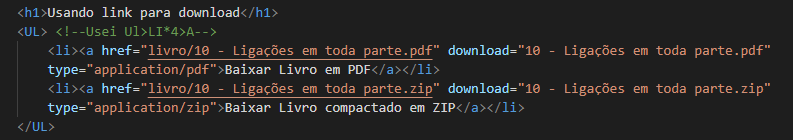 <h1>Usando link para download</h1>
<UL> <!--Usei Ul>LI*4>A-->
<li><a href="livro/10 - Ligações em toda parte.pdf" download="10 - Ligações em toda parte.pdf"
type="application/pdf">Baixar Livro em PDF</a></li>
<li><a href="livro/10 - Ligações em toda parte.zip" download="10 - Ligações em toda parte.zip"
type="application/zip">Baixar Livro compactado em ZIP</a></li>
</UL>